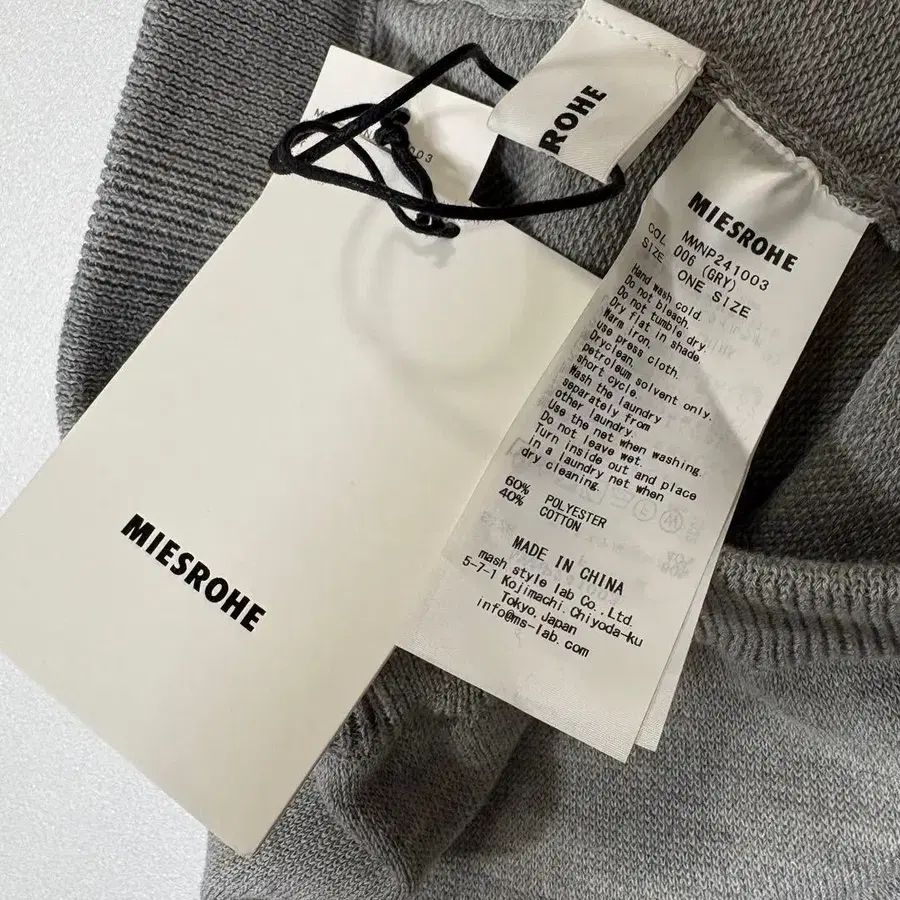 ROHE
003
MIESROHE
MIESROHE
MWNP241003
COL. 006 (GRY)
SIZE ONE SIZE
Hand wash cold.
Do not bleach.
Do not tumble dry.
Dry flat in shade.
Warm iron.
use press cloth.
Dryclean.
petroleum solvent only.
short cycle.
Wash the laundry
separately from
other laundry.
Use the net when washing.
Do not leave wet.
Turn inside out and place
in a laundry net when
dry cleaning.
60% POLYESTER
40% COTTON
MADE IN CHINA
mash style lab Co., Ltd.
5-7-1 Kojimachi. Chiyoda-ku
Tokyo. Japan
info@ms-lab.com